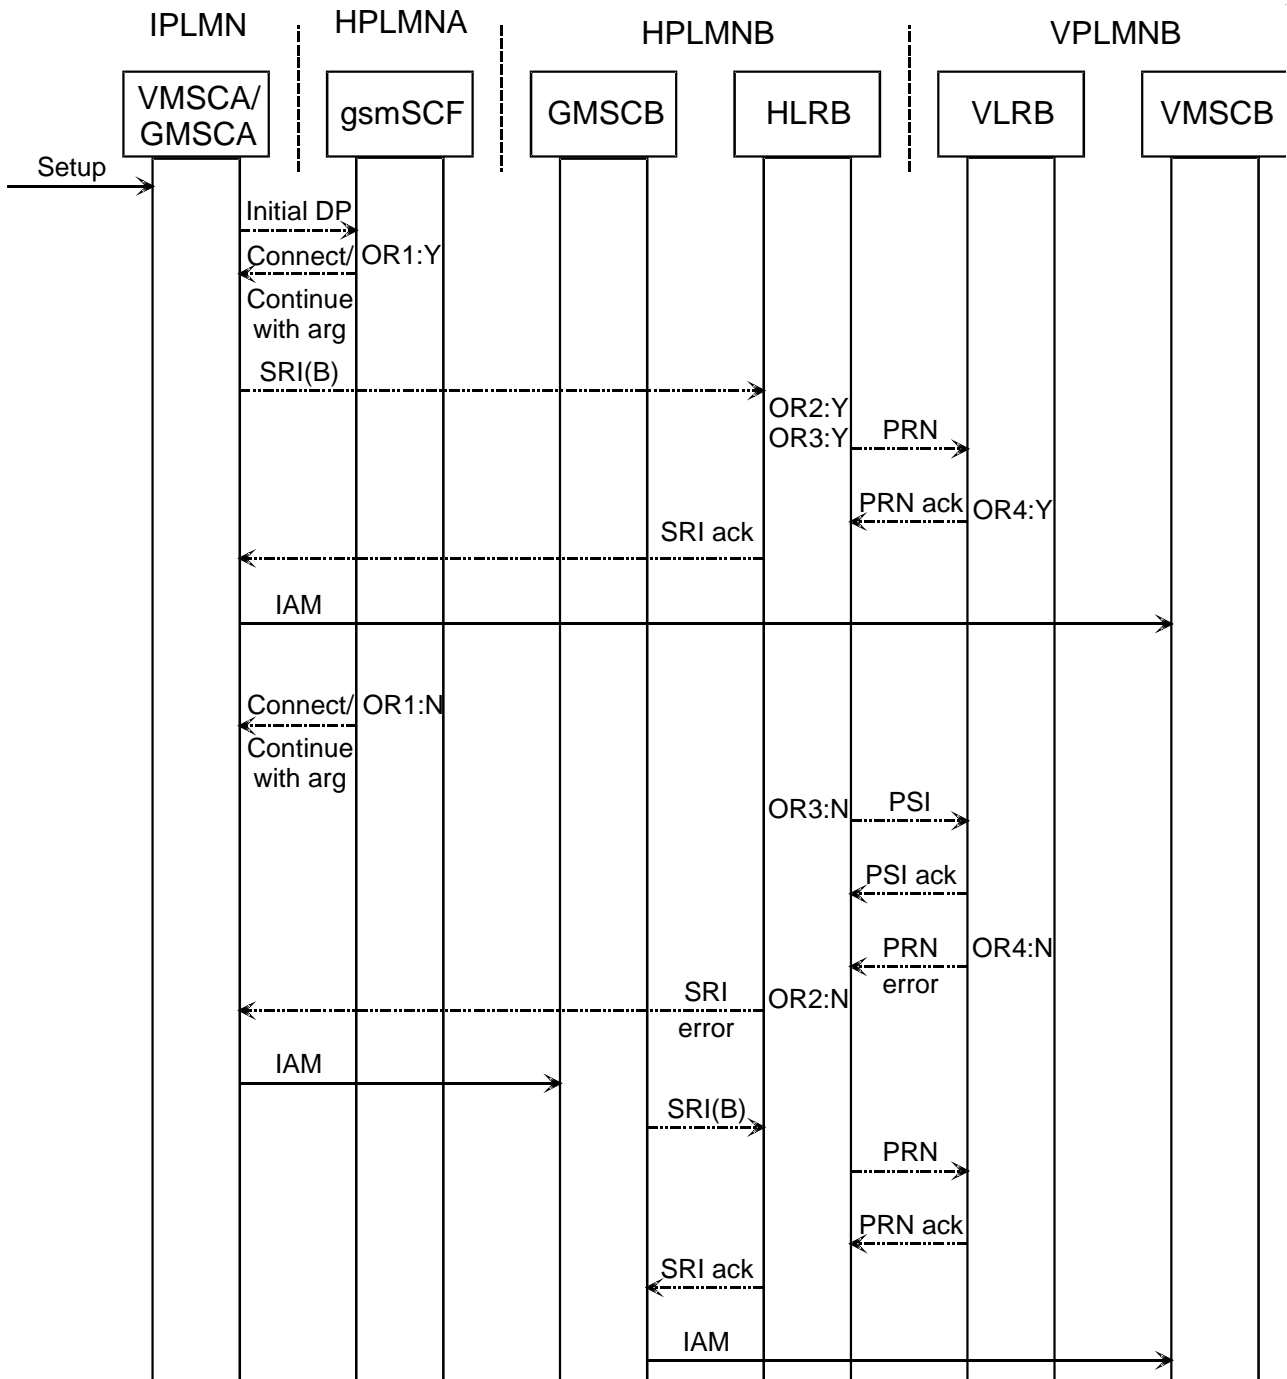 IPLMN
HPLMNA
HPLMNB
VPLMNB
VMSCA/
GMSCA
gsmSCF
GMSCB
HLRB
VLRB
VMSCB
Setup
Initial DP
Connect/
OR1:Y
Continue
with arg
SRI(B)
OR2:Y
OR3:Y
PRN
PRN ack
OR4:Y
SRI ack
IAM
Connect/
OR1:N
Continue
with arg
OR3:N
PSI
PSI ack
PRN
OR4:N
error
SRI
OR2:N
error
IAM
SRI(B)
PRN
PRN ack
SRI ack
IAM